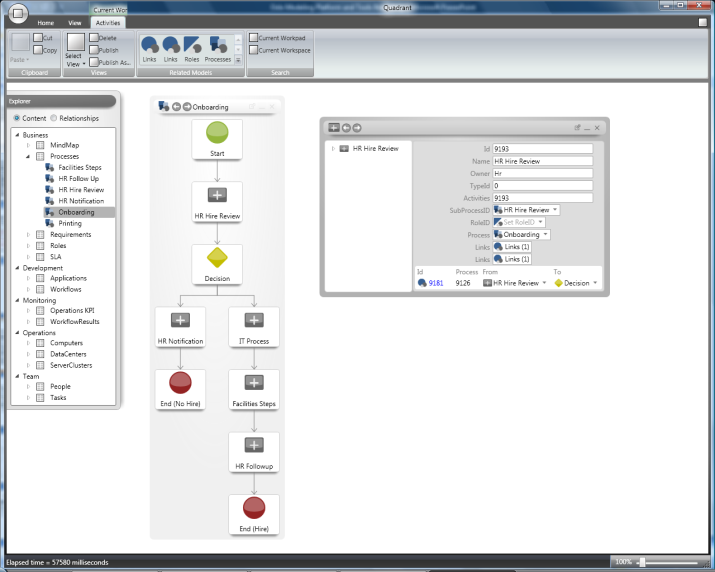 Quadrant
Current Wor
Home View Activities
Paste
Cut
Copy
Clipboard
Select View
Delete
Publish
Publish As...
Views
Links Links Roles Processes
Related Models
Current Workpad
Current Workspace
Search
Explorer
Content Relationships
Business
MindMap
Processes
Facilities Steps
HR Follow Up
HR Hire Review
HR Notification
Onboarding
Printing
Requirements
Roles
SLA
Development
Applications
Workflows
Monitoring
Operations KPI
WorkflowResults
Operations
Computers
DataCenters
ServerClusters
Team
People
Tasks
Onboarding
Start
HR Hire Review
Decision
HR Notification
IT Process
End (No Hire)
Facilities Steps
HR Followup
End (Hire)
HR Hire Review
Id 9193
Name HR Hire Review
Owner Hr
TypeId 0
Activities 9193
SubProcessID HR Hire Review
RoleID Set RoleID
Process Onboarding
Links Links (1)
Links Links (1)
Id Process From To
9181 9126 HR Hire Review Decision
Elapsed time = 57580 milliseconds
100%